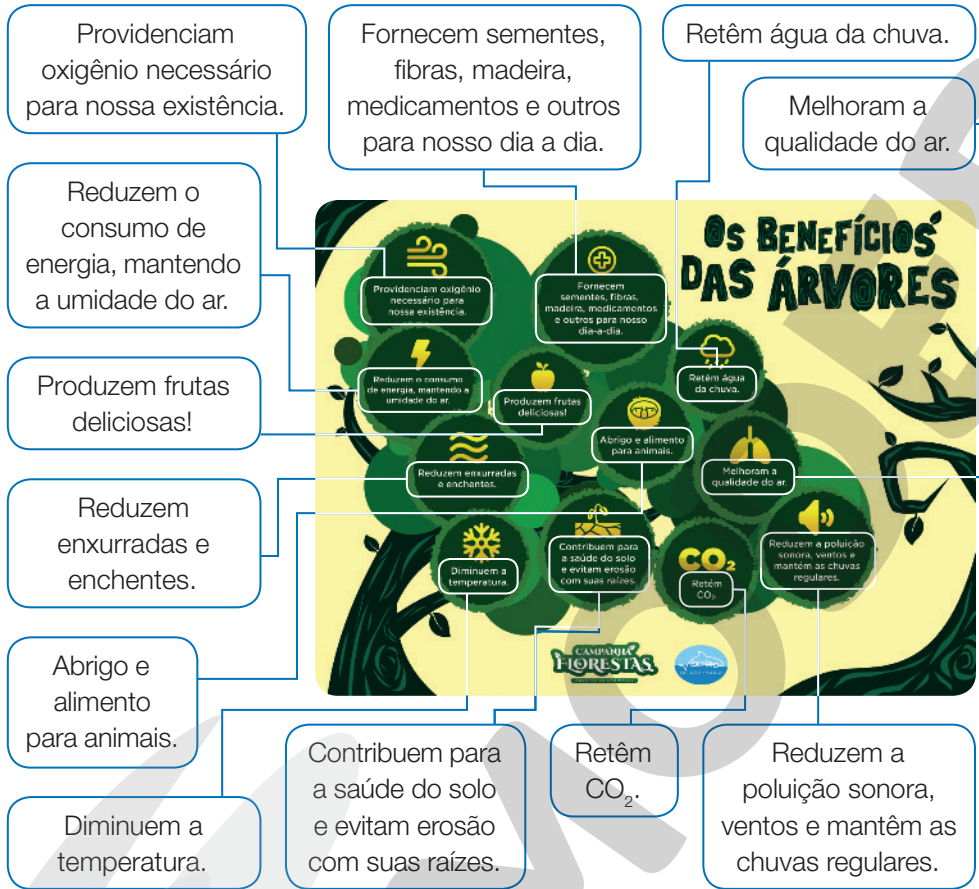 Providenciam
oxigênio necessário
para nossa existência.
Fornecem sementes,
fibras, madeira,
medicamentos e outros
para nosso dia a dia.
Retêm água da chuva.
Melhoram a
qualidade do ar.
Reduzem o
consumo de
energia, mantendo
a umidade do ar.
Produzem frutas
deliciosas!
Reduzem
enxurradas e
enchentes.
Abrigo e
alimento
para animais.
Diminuem a
temperatura.
OS BENEFÍCIOS
DAS ÁRVORES
Providenciam oxigênio
necessário para
nossa existência.
Fornecem
sementes, fibras,
madeira, medicamentos
e outros para nosso
dia-a-dia.
Reduzem o consumo
de energia, mantendo a
umidade do ar.
Produzem frutas
deliciosas!
Retém água
da chuva.
Abrigo e alimento
para animais.
Reduzem enxurradas
e enchentes.
Melhoram a
qualidade do ar.
Diminuem a
temperatura.
Contribuem para
a saúde do solo
e evitam erosão
com suas raízes.
CO₂
Retém
CO₂
Reduzem a poluição
sonora, ventos e
mantém as chuvas
regulares.
CAMPANHA
FLORESTAS
Contribuem para
a saúde do solo
e evitam erosão
com suas raízes.
Retêm
CO₂.
Reduzem a
poluição sonora,
ventos e mantêm as
chuvas regulares.